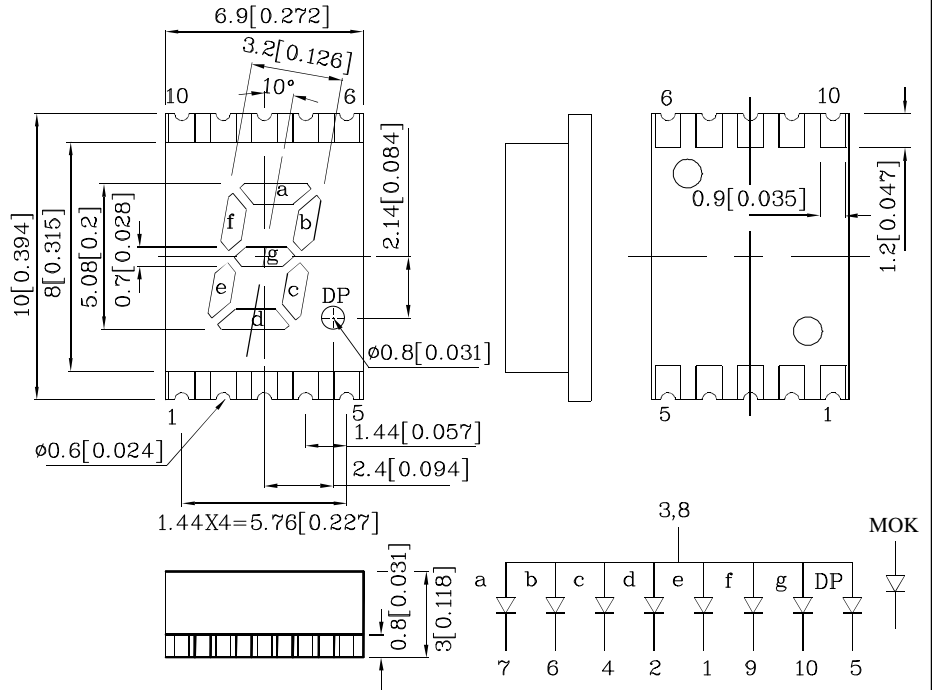 6.9[0.272]
3.2[0.126]
10°
10
6
a
f
b
g
e
c
d
DP
10[0.394]
8[0.315]
5.08[0.2]
0.7[0.028]
2.14[0.084]
ø0.8[0.031]
1
5
ø0.6[0.024]
1.44[0.057]
2.4[0.094]
1.44X4=5.76[0.227]
6
10
0.9[0.035]
1.2[0.047]
5
1
0.8[0.031]
3[0.118]
3,8
MOK
a b c d e f g DP
7 6 4 2 1 9 10 5